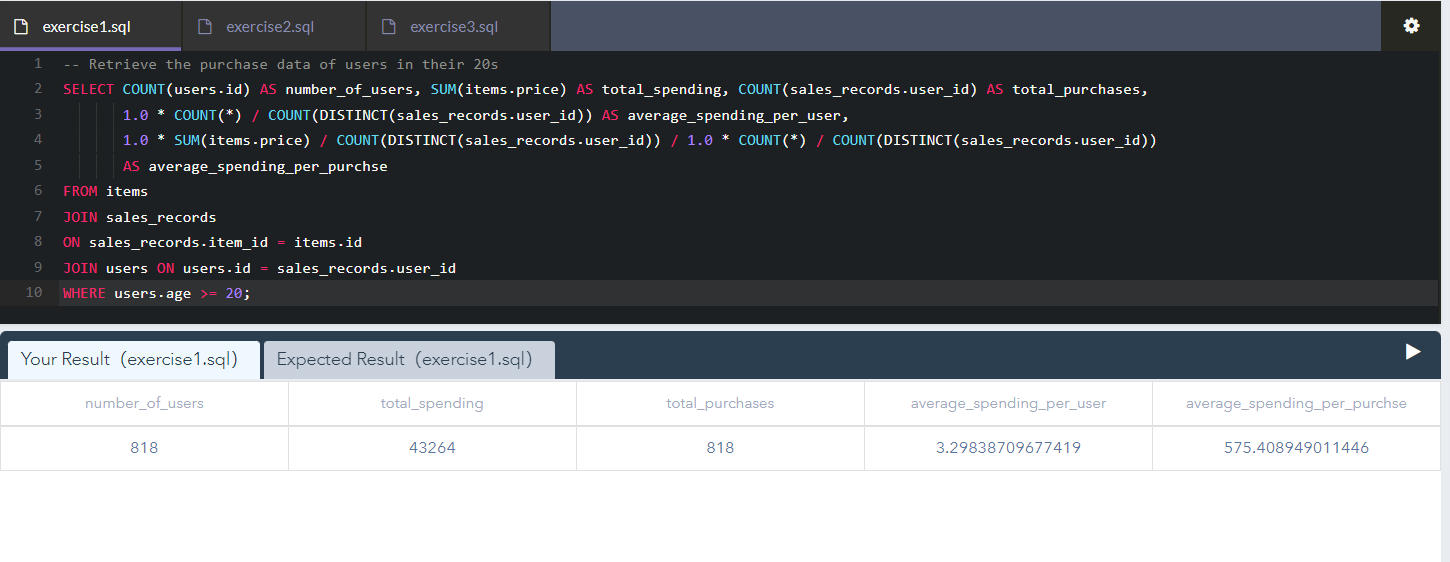 exercise1.sql exercise2.sql exercise3.sql
1 -- Retrieve the purchase data of users in their 20s
2 SELECT COUNT(users.id) AS number_of_users, SUM(items.price) AS total_spending, COUNT(sales_records.user_id) AS total_purchases,
3 1.0 * COUNT(*) / COUNT(DISTINCT(sales_records.user_id)) AS average_spending_per_user,
4 1.0 * SUM(items.price) / COUNT(DISTINCT(sales_records.user_id)) / 1.0 * COUNT(*) / COUNT(DISTINCT(sales_records.user_id))
5 AS average_spending_per_purchse
6 FROM items
7 JOIN sales_records
8 ON sales_records.item_id = items.id
9 JOIN users ON users.id = sales_records.user_id
10 WHERE users.age >= 20;
Your Result (exercise1.sql) Expected Result (exercise1.sql)
number_of_users total_spending total_purchases average_spending_per_user average_spending_per_purchse
818 43264 818 3.29838709677419 575.408949011446